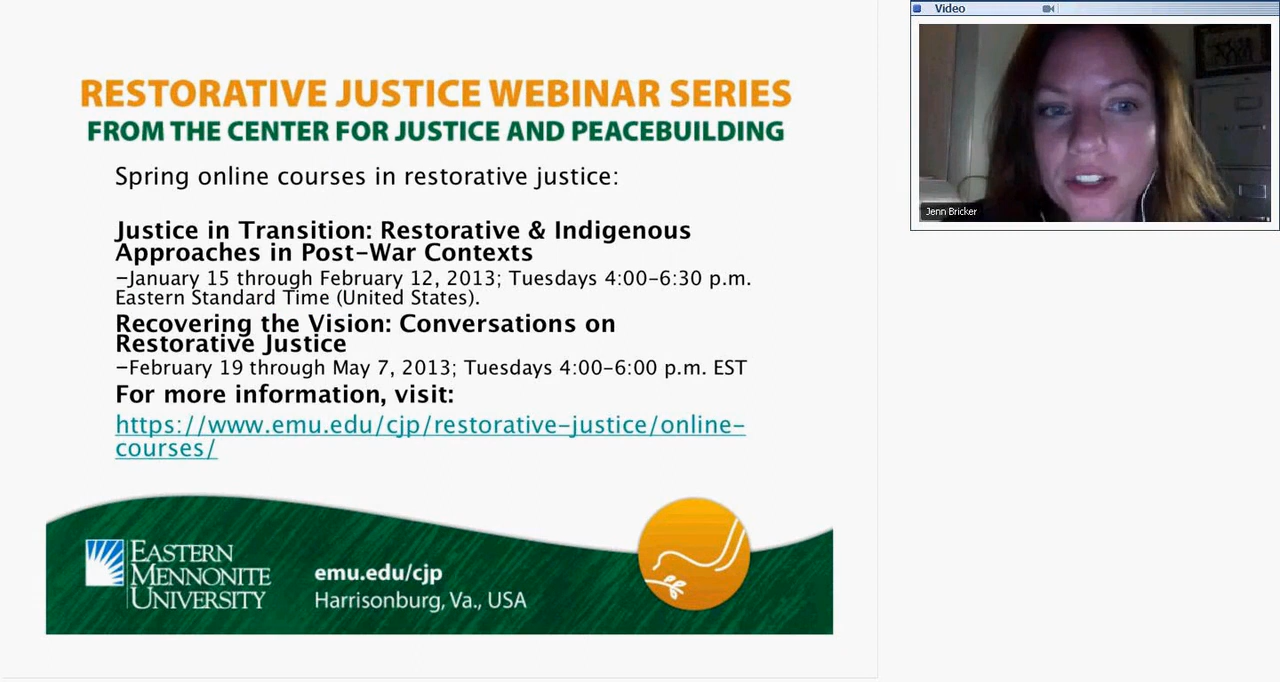 RESTORATIVE JUSTICE WEBINAR SERIES
FROM THE CENTER FOR JUSTICE AND PEACEBUILDING
Spring online courses in restorative justice:
Justice in Transition: Restorative & Indigenous
Approaches in Post-War Contexts
–January 15 through February 12, 2013; Tuesdays 4:00–6:30 p.m.
Eastern Standard Time (United States).
Recovering the Vision: Conversations on
Restorative Justice
–February 19 through May 7, 2013; Tuesdays 4:00–6:00 p.m. EST
For more information, visit:
https://www.emu.edu/cjp/restorative-justice/online-
courses/
EASTERN
MENNONITE
UNIVERSITY
emu.edu/cjp
Harrisonburg, Va., USA
Video
Jenn Bricker